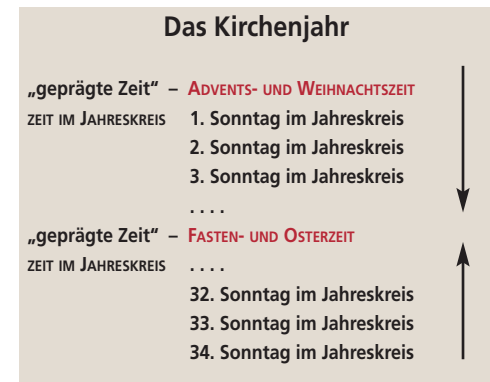 Das Kirchenjahr
„geprägte Zeit“ – Advents- und Weihnachtszeit
zeit im Jahreskreis 1. Sonntag im Jahreskreis
2. Sonntag im Jahreskreis
3. Sonntag im Jahreskreis
. . . .
„geprägte Zeit“ – Fasten- und Osterzeit
zeit im Jahreskreis . . . .
32. Sonntag im Jahreskreis
33. Sonntag im Jahreskreis
34. Sonntag im Jahreskreis